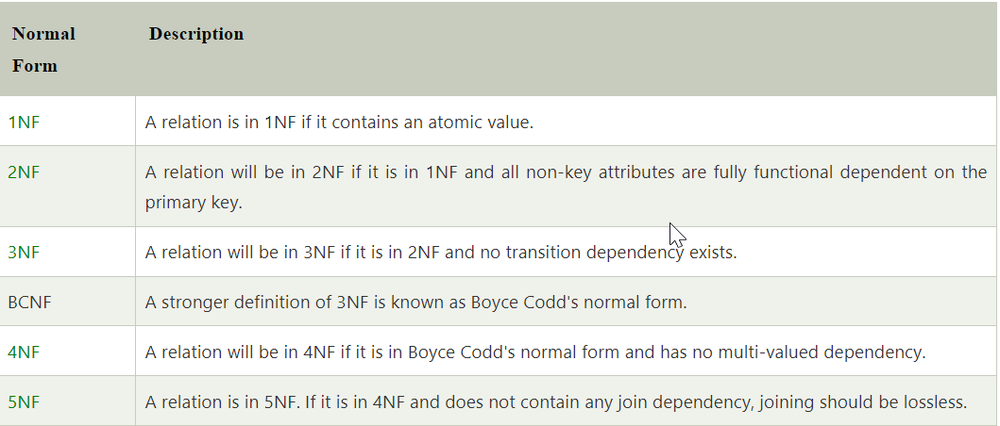 Normal Description
Form
1NF A relation is in 1NF if it contains an atomic value.
2NF A relation will be in 2NF if it is in 1NF and all non-key attributes are fully functional dependent on the
primary key.
3NF A relation will be in 3NF if it is in 2NF and no transition dependency exists.
BCNF A stronger definition of 3NF is known as Boyce Codd's normal form.
4NF A relation will be in 4NF if it is in Boyce Codd's normal form and has no multi-valued dependency.
5NF A relation is in 5NF. If it is in 4NF and does not contain any join dependency, joining should be lossless.